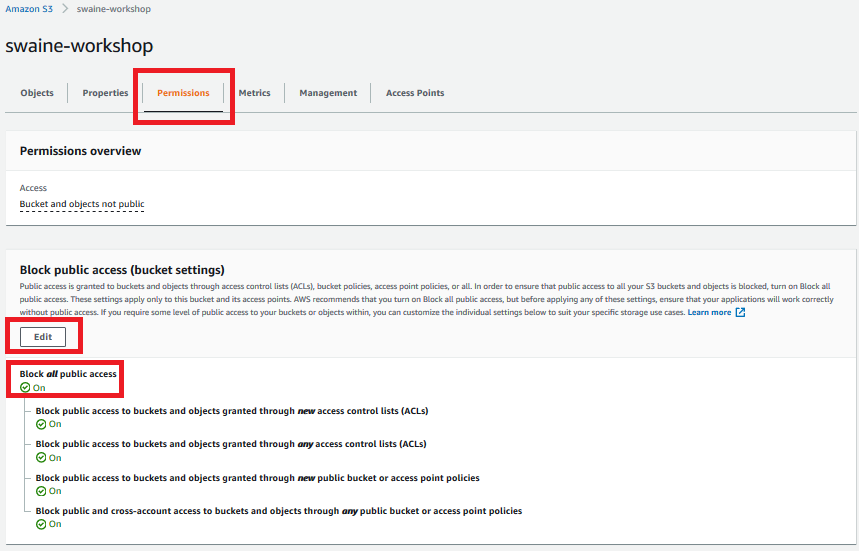 Amazon S3 > swaine-workshop
swaine-workshop
Objects Properties Permissions Metrics Management Access Points
Permissions overview
Access
Bucket and objects not public
Block public access (bucket settings)
Public access is granted to buckets and objects through access control lists (ACLs), bucket policies, access point policies, or all. In order to ensure that public access to all your S3 buckets and objects is blocked, turn on Block all
public access. These settings apply only to this bucket and its access points. AWS recommends that you turn on Block all public access, but before applying any of these settings, ensure that your applications will work correctly
without public access. If you require some level of public access to your buckets or objects within, you can customize the individual settings below to suit your specific storage use cases. Learn more
Edit
Block all public access
On
Block public access to buckets and objects granted through new access control lists (ACLs)
On
Block public access to buckets and objects granted through any access control lists (ACLs)
On
Block public access to buckets and objects granted through new public bucket or access point policies
On
Block public and cross-account access to buckets and objects through any public bucket or access point policies
On